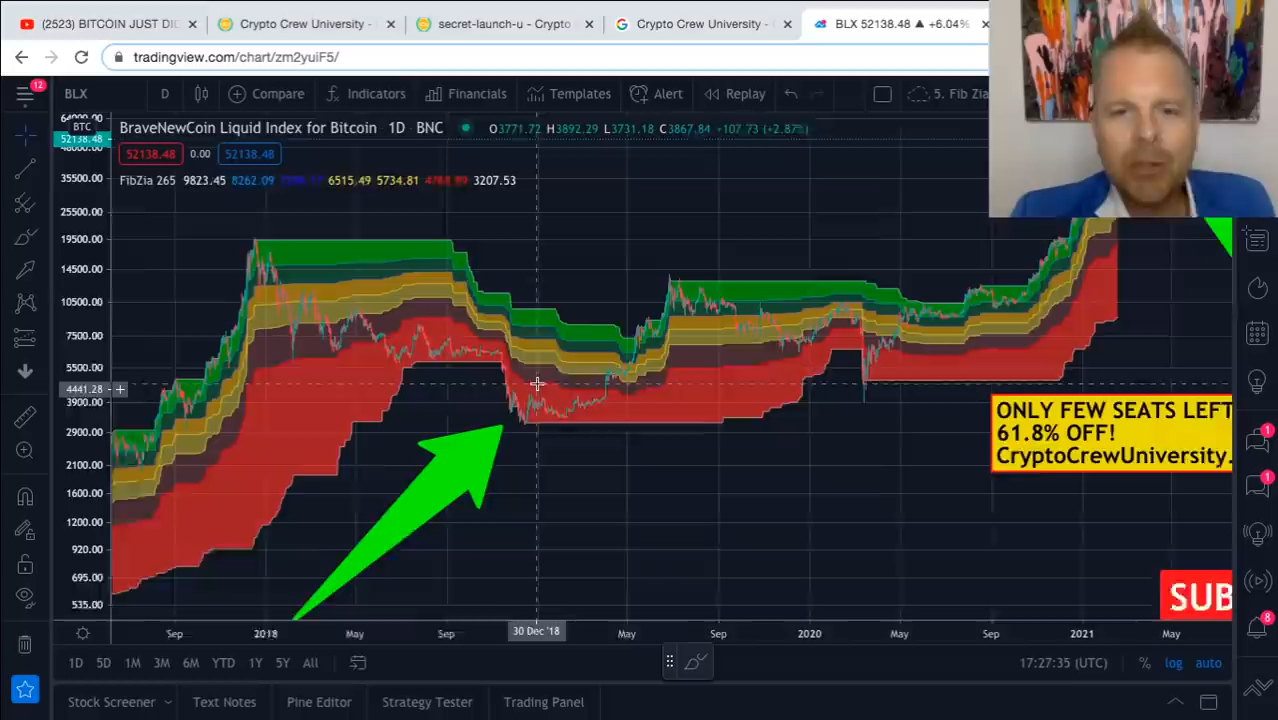 (2523) BITCOIN JUST DI
Crypto Crew University -
secret-launch-u - Crypto
Crypto Crew University -
BLX 52138.48 ▲ +6.04%
tradingview.com/chart/zm2yuiF5/
12
BLX
D
Compare
Indicators
Financials
Templates
Alert
Replay
5. Fib Zia
BTC
BraveNewCoin Liquid Index for Bitcoin · 1D · BNC
O3771.72 H3892.29 L3731.18 C3867.84 +107.73 (+2.87%)
52138.48
52138.48 0.00 52138.48
FibZia 265 9823.45 8262.09 6515.49 5734.81 3207.53
64000.00
48000.00
35500.00
25500.00
19500.00
14500.00
10500.00
7500.00
5500.00
4441.28
3900.00
2900.00
2100.00
1600.00
1200.00
920.00
695.00
535.00
ONLY FEW SEATS LEFT
61.8% OFF!
CryptoCrewUniversity.
SUB
1
1
8
Sep 2018 May Sep 30 Dec '18 May Sep 2020 May Sep 2021 May
1D 5D 1M 3M 6M YTD 1Y 5Y All
17:27:35 (UTC) % log auto
Stock Screener Text Notes Pine Editor Strategy Tester Trading Panel